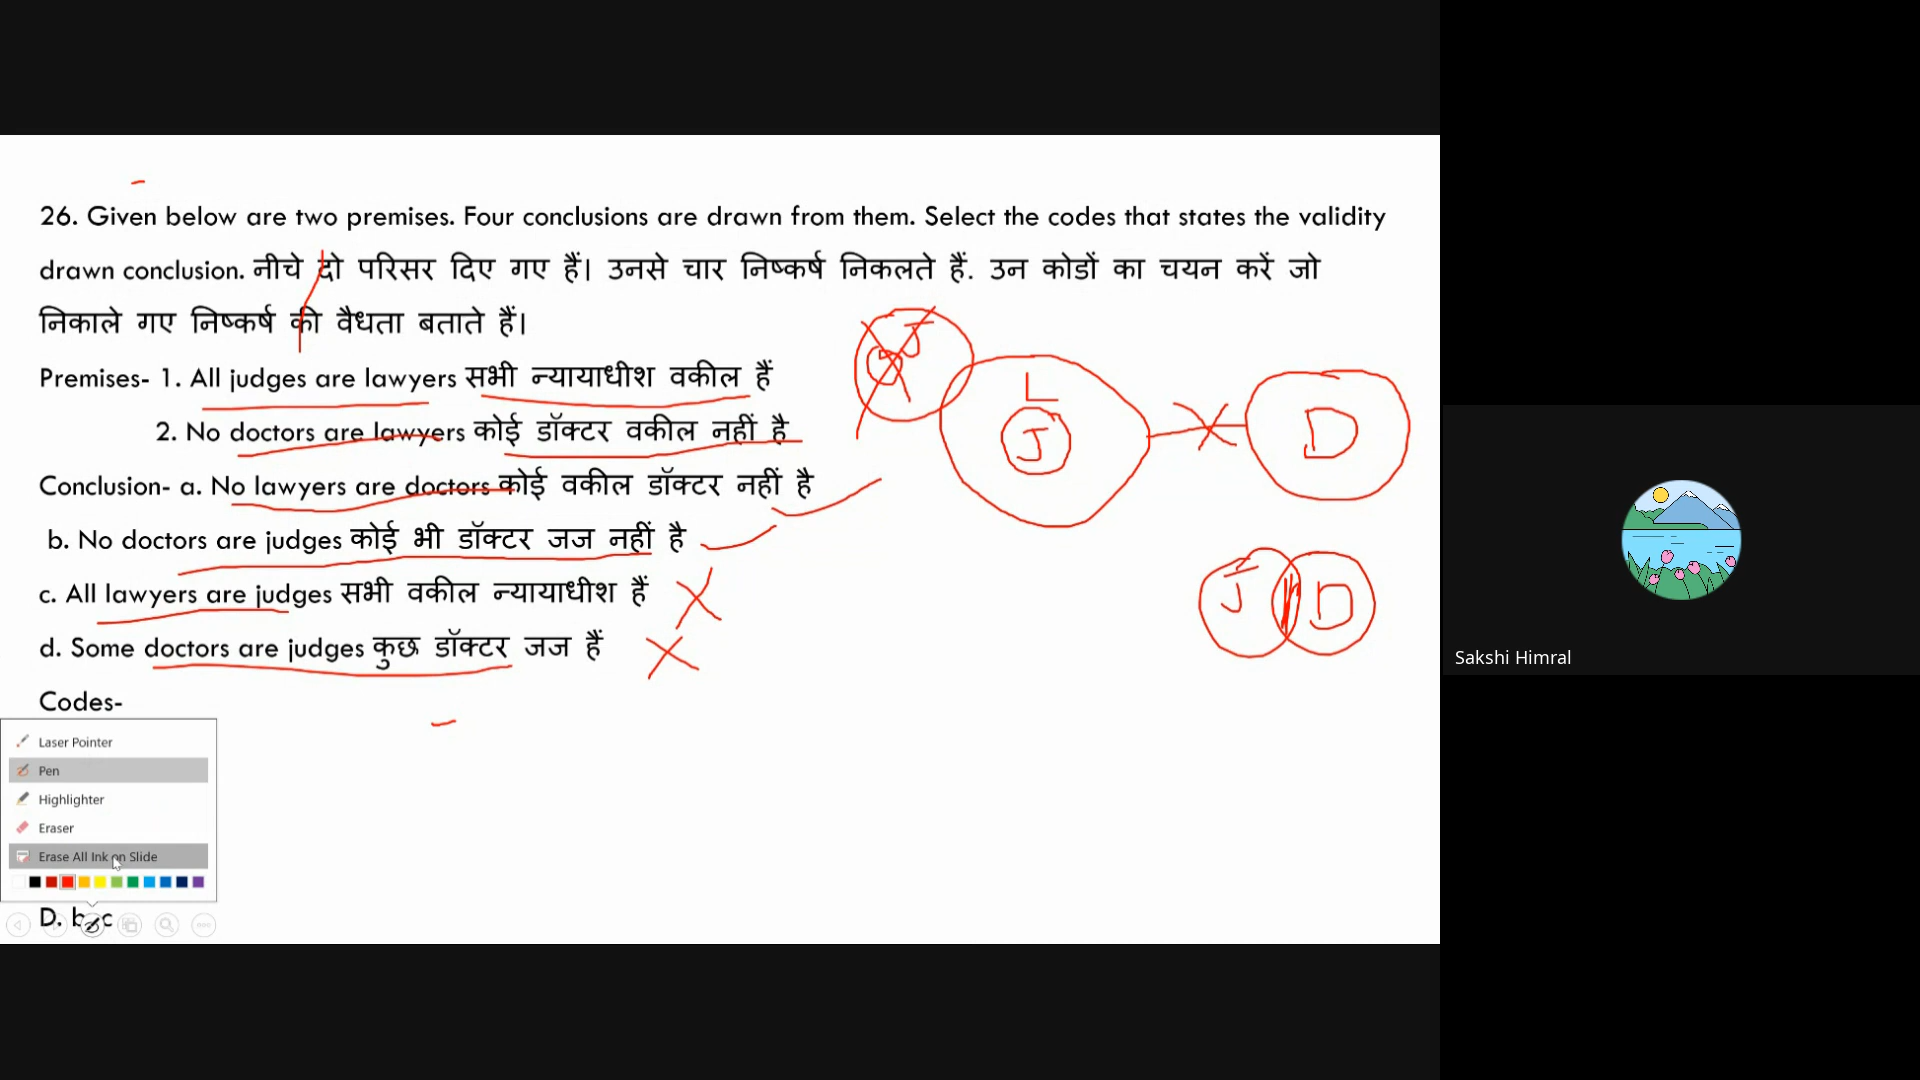 26. Given below are two premises. Four conclusions are drawn from them. Select the codes that states the validity
drawn conclusion. नीचे दो परिसर दिए गए हैं। उनसे चार निष्कर्ष निकलते हैं. उन कोडों का चयन करें जो
निकाले गए निष्कर्ष की वैधता बताते हैं।
Premises- 1. All judges are lawyers सभी न्यायाधीश वकील हैं
2. No doctors are lawyers कोई डॉक्टर वकील नहीं है
Conclusion- a. No lawyers are doctors कोई वकील डॉक्टर नहीं है
b. No doctors are judges कोई भी डॉक्टर जज नहीं है
c. All lawyers are judges सभी वकील न्यायाधीश हैं
d. Some doctors are judges कुछ डॉक्टर जज हैं
Codes-
J
L
J
D
J
D
Laser Pointer
Pen
Highlighter
Eraser
Erase All Ink on Slide
D. b c
Sakshi Himral